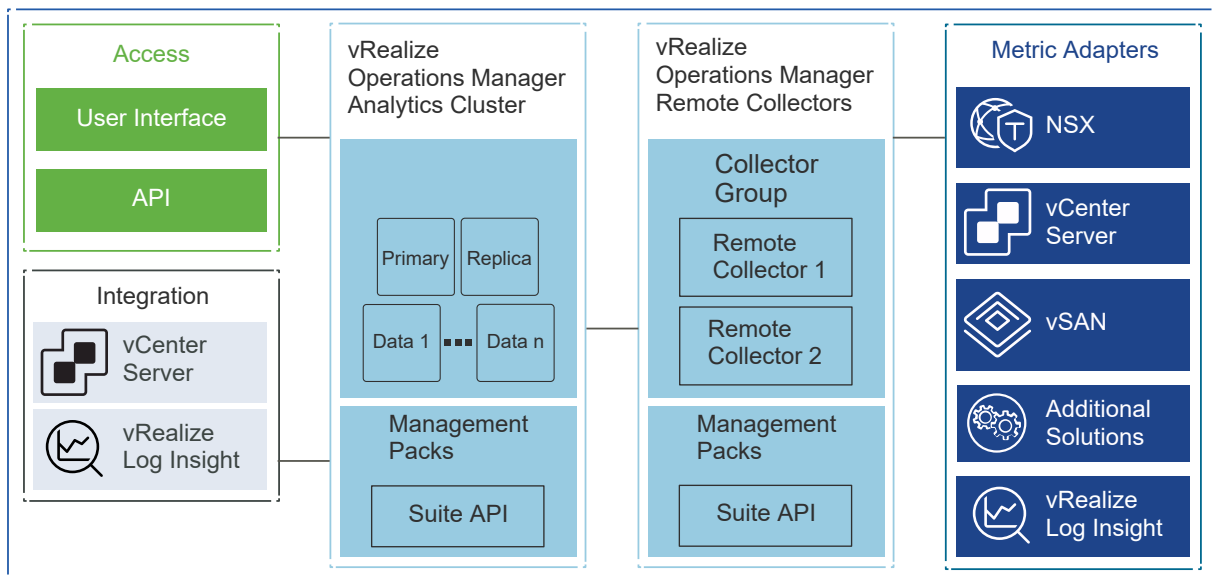 Access
User Interface
API
Integration
vCenter
Server
vRealize
Log Insight
vRealize
Operations Manager
Analytics Cluster
Primary
Replica
Data 1
Data n
Management
Packs
Suite API
vRealize
Operations Manager
Remote Collectors
Collector
Group
Remote
Collector 1
Remote
Collector 2
Management
Packs
Suite API
Metric Adapters
T
NSX
vCenter
Server
vSAN
Additional
Solutions
vRealize
Log Insight